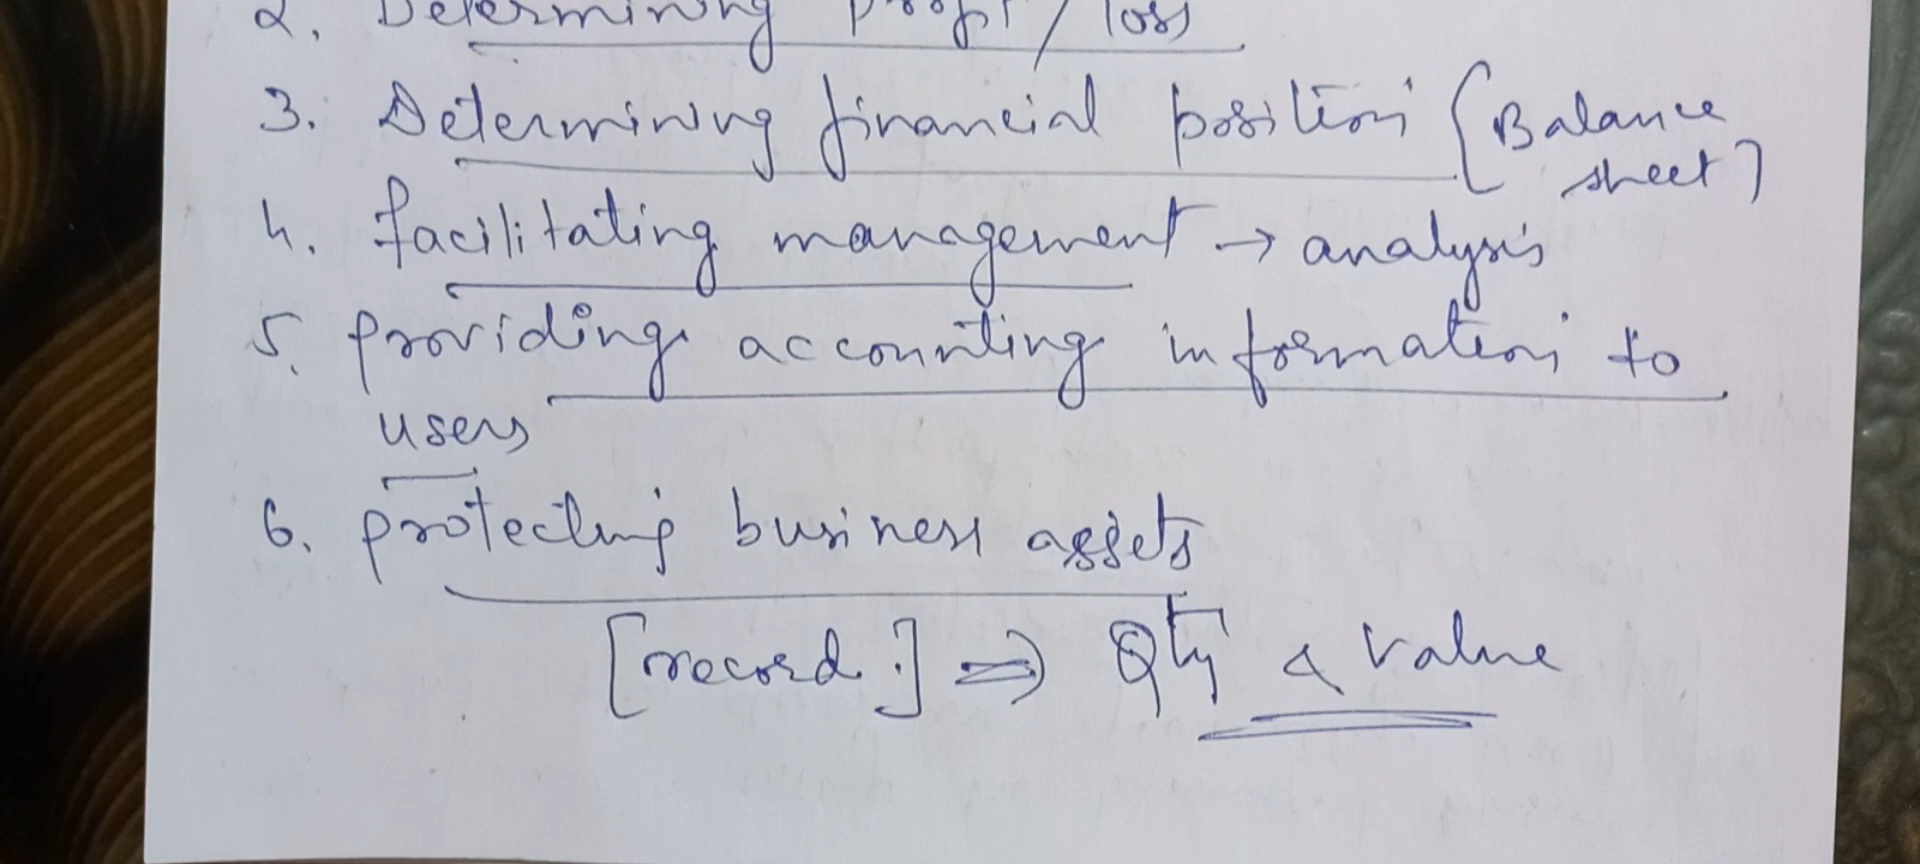 2. Determining profit/loss
3. Determining financial position [Balance
sheet]
4. facilitating management → analysis
5. providing accounting information to
users
6. protecting business assets
[record] ⇒ Qty & value